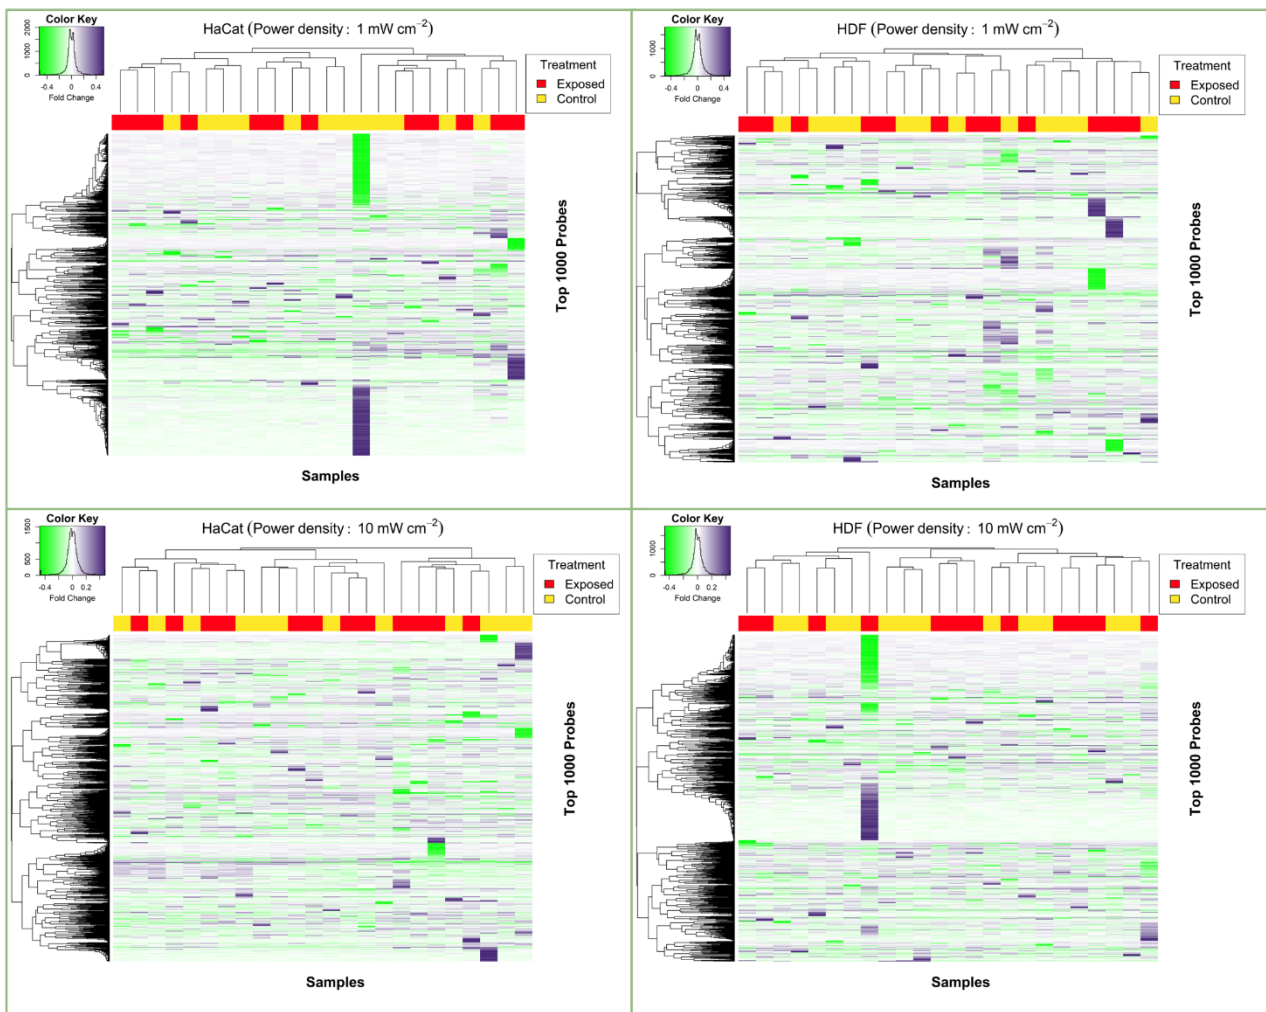 Color Key
2000
1000
0
-0.4 0 0.4
Fold Change
HaCat (Power density : 1 mW cm−2)
Treatment
Exposed
Control
Top 1000 Probes
Samples
Color Key
1000
0
-0.4 0 0.4
Fold Change
HDF (Power density : 1 mW cm−2)
Treatment
Exposed
Control
Top 1000 Probes
Samples
Color Key
1500
500
0
-0.4 0 0.2
Fold Change
HaCat (Power density : 10 mW cm−2)
Treatment
Exposed
Control
Top 1000 Probes
Samples
Color Key
1000
0
-0.4 0 0.2
Fold Change
HDF (Power density : 10 mW cm−2)
Treatment
Exposed
Control
Top 1000 Probes
Samples